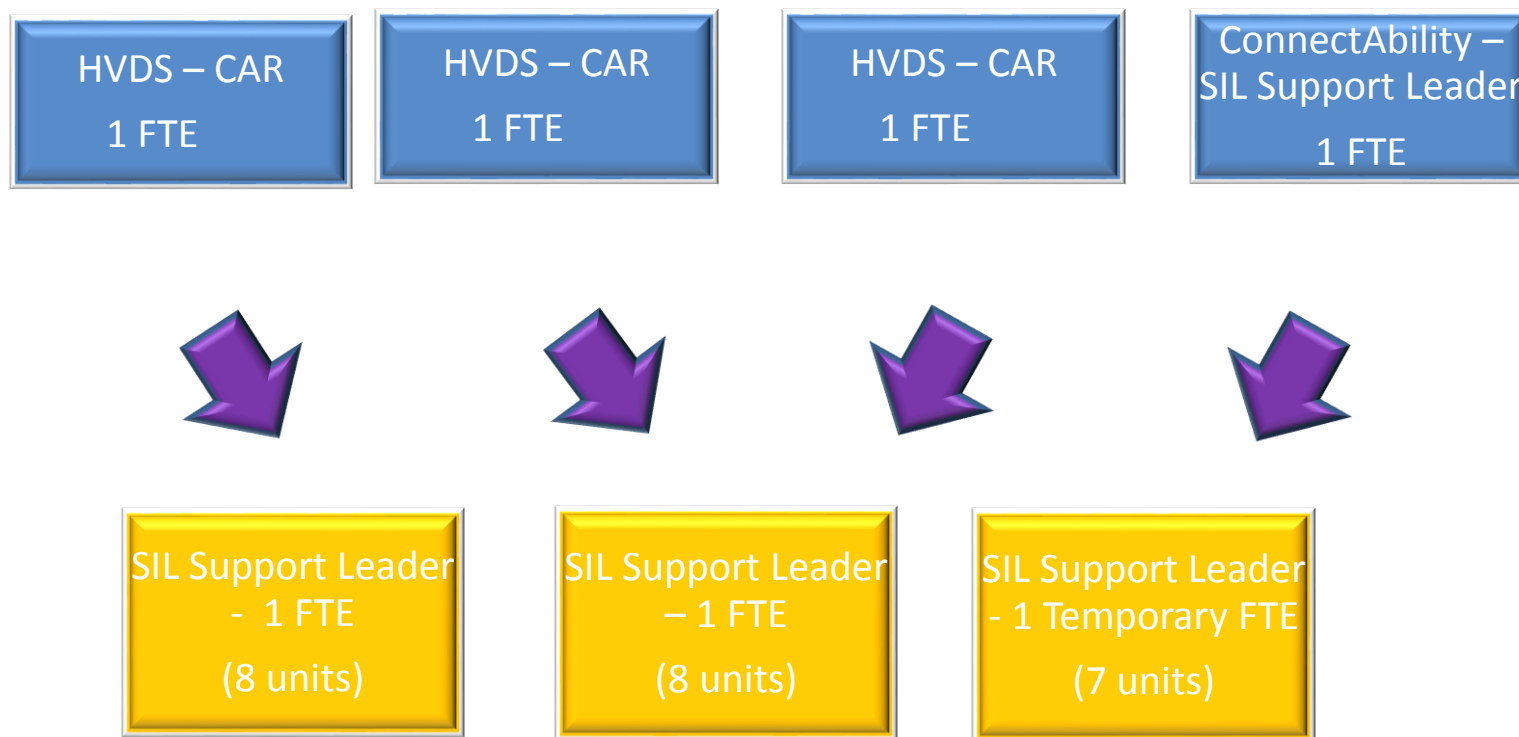 HVDS – CAR
1 FTE
HVDS – CAR
1 FTE
HVDS – CAR
1 FTE
ConnectAbility –
SIL Support Leader
1 FTE
SIL Support Leader
- 1 FTE
(8 units)
SIL Support Leader
– 1 FTE
(8 units)
SIL Support Leader
- 1 Temporary FTE
(7 units)